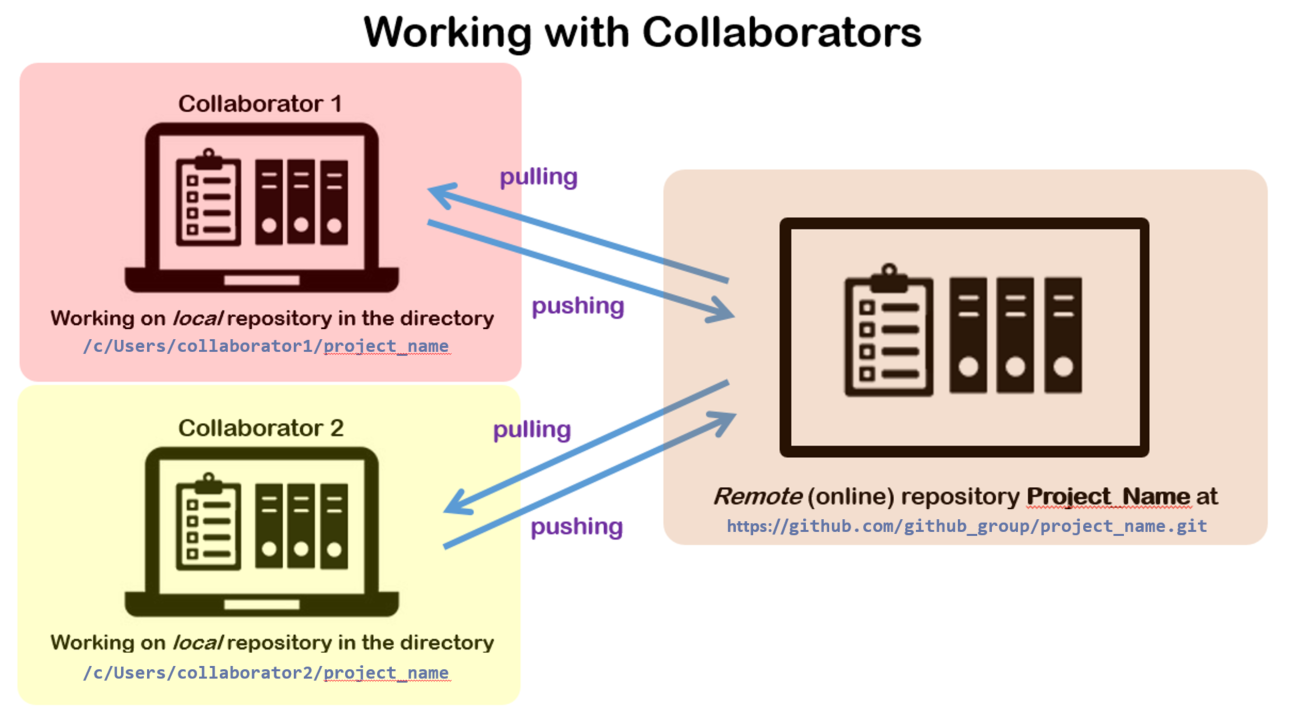 Working with Collaborators
Collaborator 1
Working on local repository in the directory
/c/Users/collaborator1/project_name
pulling
pushing
Collaborator 2
Working on local repository in the directory
/c/Users/collaborator2/project_name
pulling
pushing
Remote (online) repository Project_Name at
https://github.com/github_group/project_name.git